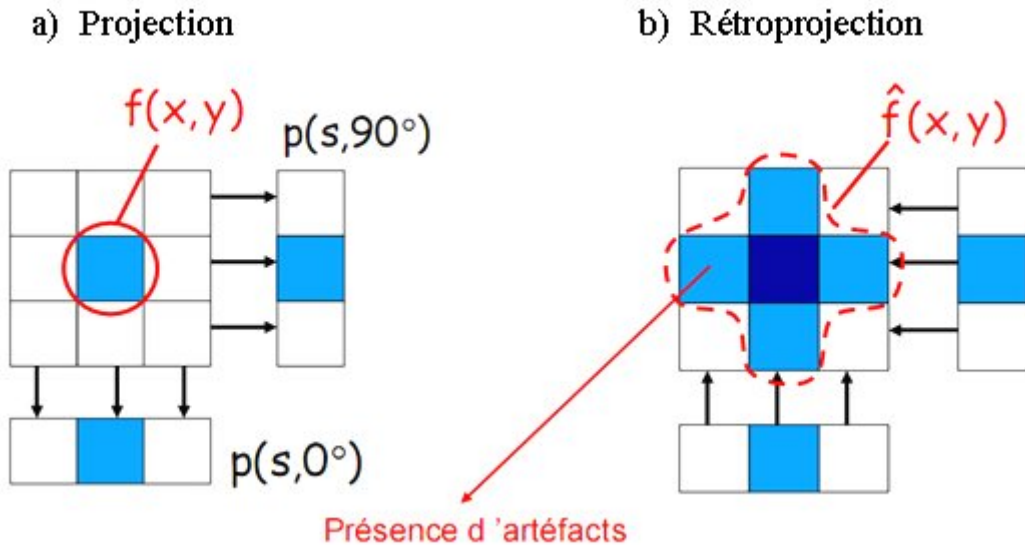 a) Projection
b) Rétroprojection
f(x,y)
p(s,90°)
f̂(x,y)
p(s,0°)
Présence d 'artéfacts